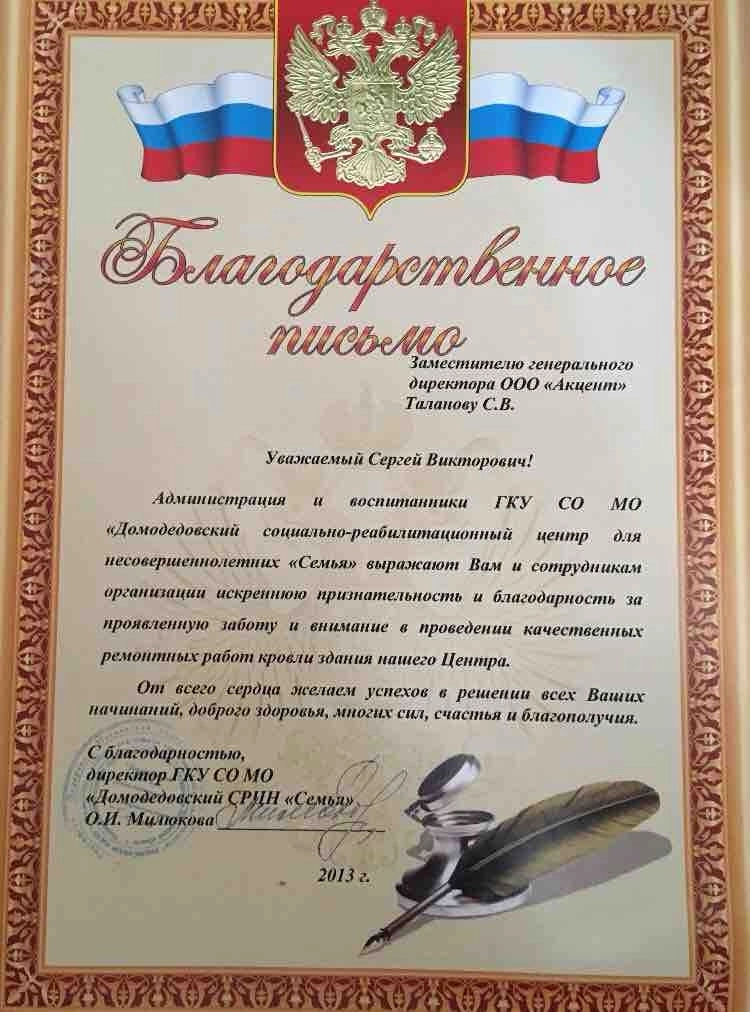 Благодарственное
письмо
Заместителю генерального
директора ООО «Акцент»
Таланову С.В.
Уважаемый Сергей Викторович!
Администрация и воспитанники ГКУ СО МО
«Домодедовский социально-реабилитационный центр для
несовершеннолетних «Семья» выражают Вам и сотрудникам
организации искреннюю признательность и благодарность за
проявленную заботу и внимание в проведении качественных
ремонтных работ кровли здания нашего Центра.
От всего сердца желаем успехов в решении всех Ваших
начинаний, доброго здоровья, многих сил, счастья и благополучия.
С благодарностью,
директор ГКУ СО МО
«Домодедовский СРЦН «Семья»
О.И. Милюкова
2013 г.